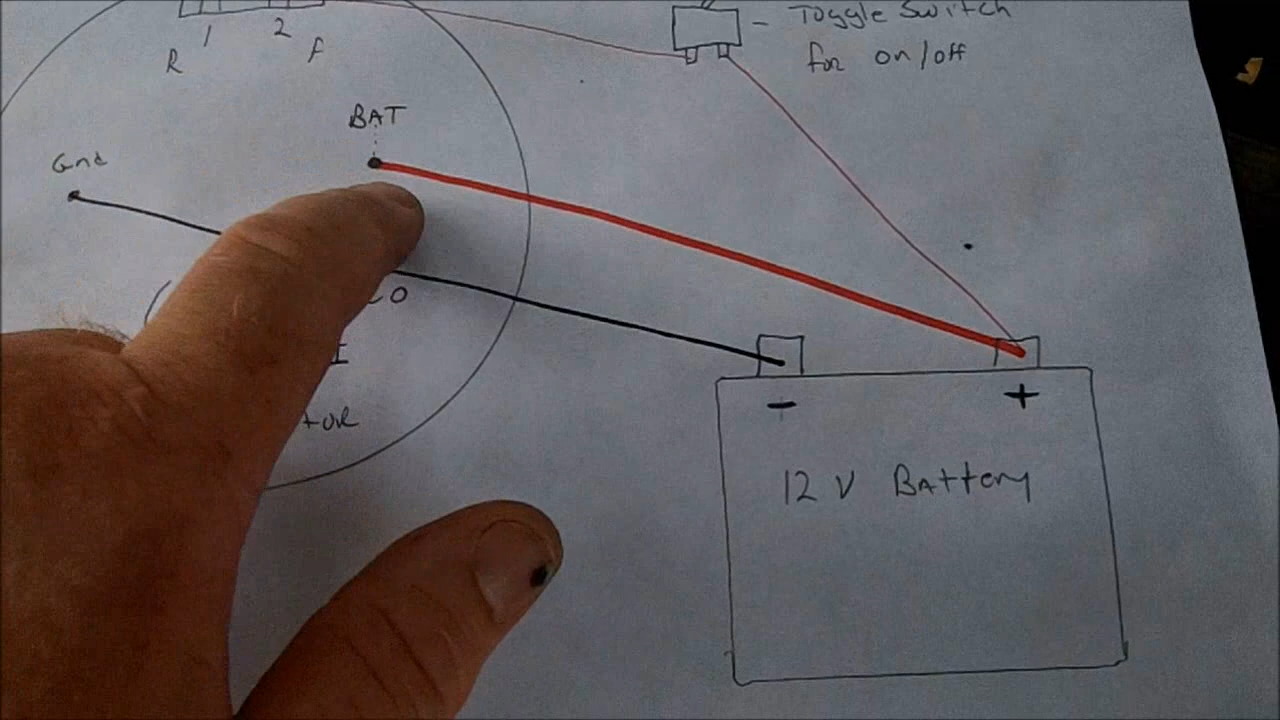 Toggle Switch
for on/off
1
2
R
F
BAT
Gnd
-
+
12 V Battery